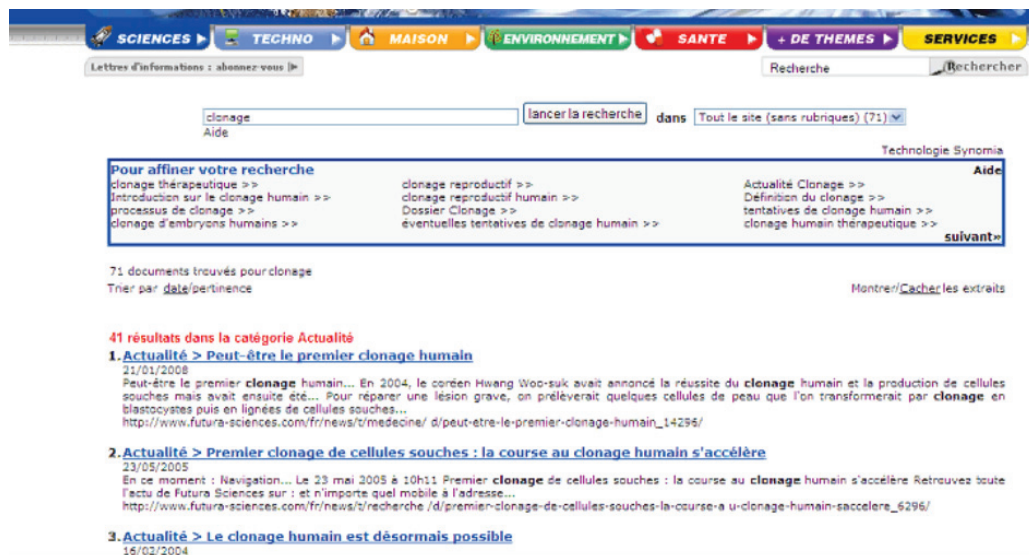 SCIENCES TECHNO MAISON ENVIRONNEMENT SANTE + DE THEMES SERVICES
Lettres d'informations : abonnez-vous Recherche Rechercher
clonage lancer la recherche dans Tout le site (sans rubriques) (71)
Aide
Technologie Synomia
Pour affiner votre recherche Aide
clonage thérapeutique >> clonage reproductif >> Actualité Clonage >>
Introduction sur le clonage humain >> clonage reproductif humain >> Définition du clonage >>
processus de clonage >> Dossier Clonage >> tentatives de clonage humain >>
clonage d'embryons humains >> éventuelles tentatives de clonage humain >> clonage humain thérapeutique >>
suivant»
71 documents trouvés pour clonage
Trier par date/pertinence Montrer/Cacher les extraits
41 résultats dans la catégorie Actualité
1. Actualité > Peut-être le premier clonage humain
21/01/2008
Peut-être le premier clonage humain... En 2004, le coréen Hwang Woo-suk avait annoncé la réussite du clonage humain et la production de cellules
souches mais avait ensuite été... Pour réparer une lésion grave, on prélèverait quelques cellules de peau que l'on transformerait par clonage en
blastocystes puis en lignées de cellules souches...
http://www.futura-sciences.com/fr/news/t/medecine/ d/peut-etre-le-premier-clonage-humain_14296/
2. Actualité > Premier clonage de cellules souches : la course au clonage humain s'accélère
23/05/2005
En ce moment : Navigation... Le 23 mai 2005 à 10h11 Premier clonage de cellules souches : la course au clonage humain s'accélère Retrouvez toute
l'actu de Futura Sciences sur : et n'importe quel mobile à l'adresse...
http://www.futura-sciences.com/fr/news/t/recherche /d/premier-clonage-de-cellules-souches-la-course-a u-clonage-humain-saccelere_6296/
3. Actualité > Le clonage humain est désormais possible
16/02/2004